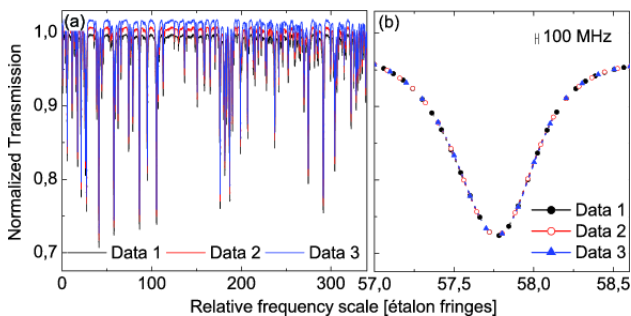 (a)
(b)
100 MHz
1,0
0,9
0,8
0,7
Normalized Transmission
Data 1 Data 2 Data 3
Data 1
Data 2
Data 3
0 100 200 300
57,0 57,5 58,0 58,5
Relative frequency scale [étalon fringes]